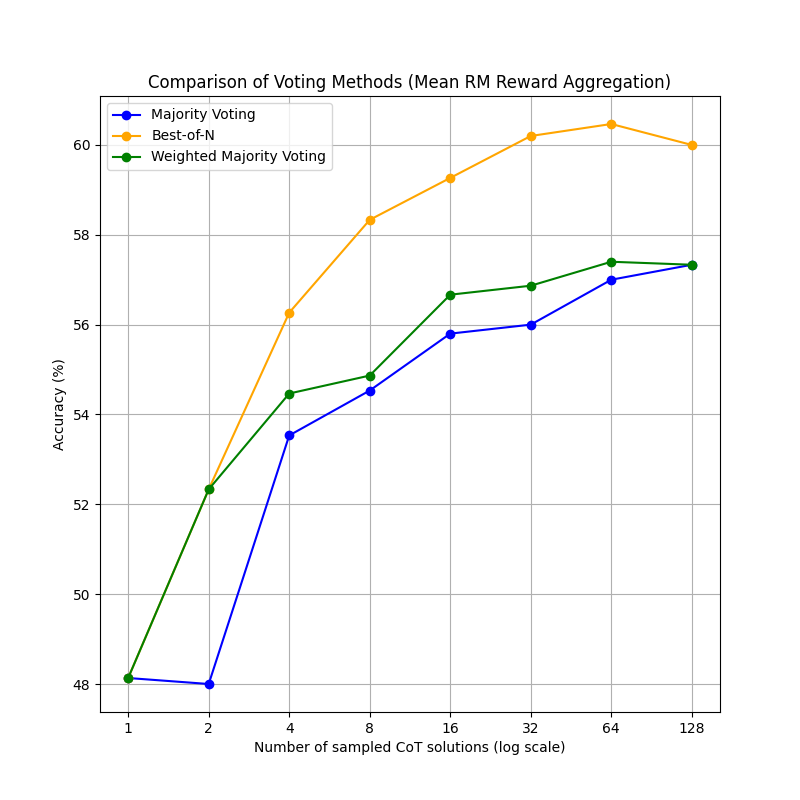 Comparison of Voting Methods (Mean RM Reward Aggregation)
Majority Voting
Best-of-N
Weighted Majority Voting
Accuracy (%)
60
58
56
54
52
50
48
1 2 4 8 16 32 64 128
Number of sampled CoT solutions (log scale)